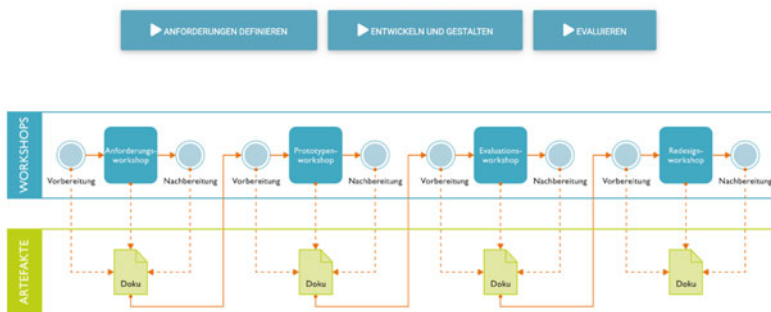 ANFORDERUNGEN DEFINIEREN
ENTWICKELN UND GESTALTEN
EVALUIEREN
WORKSHOPS
Anforderungs-
workshop
Prototypen-
workshop
Evaluations-
workshop
Redesign-
workshop
Vorbereitung
Nachbereitung
Vorbereitung
Nachbereitung
Vorbereitung
Nachbereitung
Vorbereitung
Nachbereitung
ARTEFAKTE
Doku
Doku
Doku
Doku